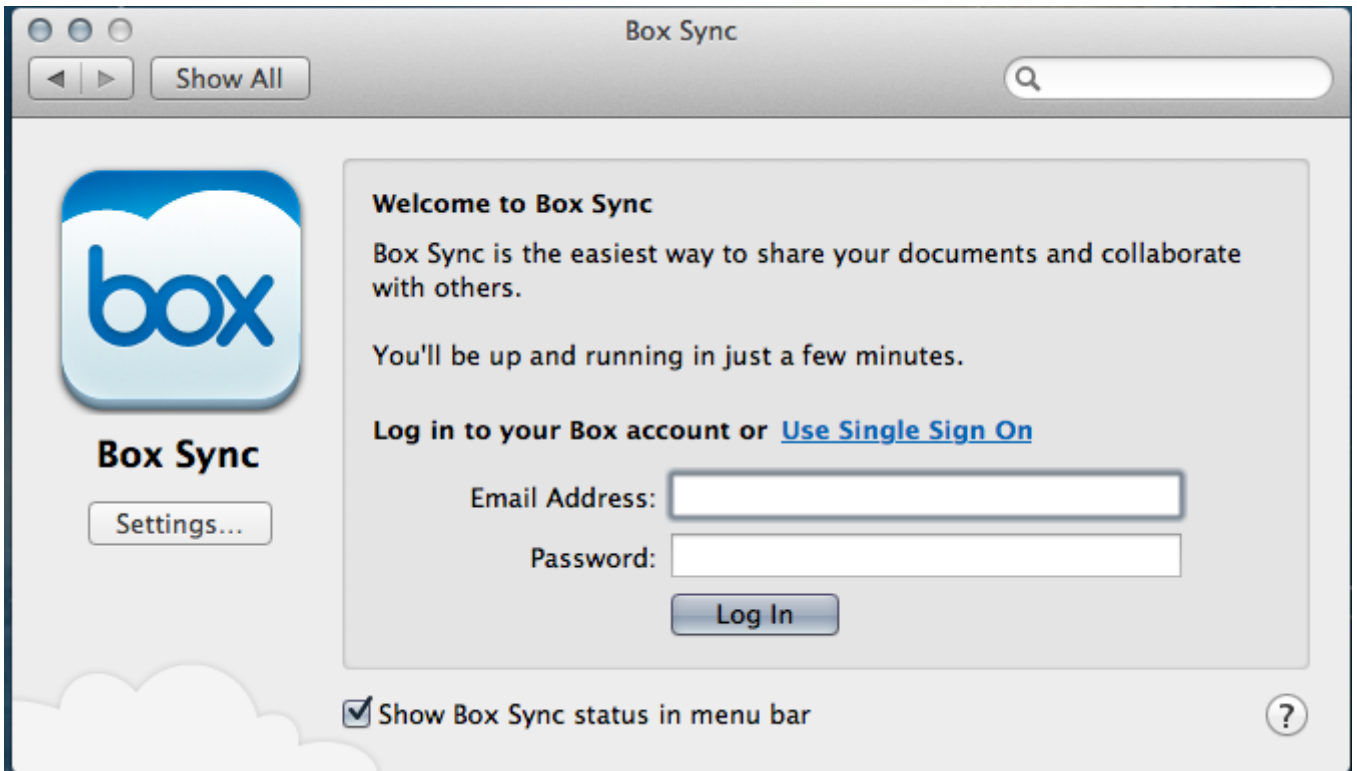 Box Sync
Show All
box
Box Sync
Settings...
Welcome to Box Sync
Box Sync is the easiest way to share your documents and collaborate
with others.
You'll be up and running in just a few minutes.
Log in to your Box account or Use Single Sign On
Email Address:
Password:
Log In
Show Box Sync status in menu bar
?